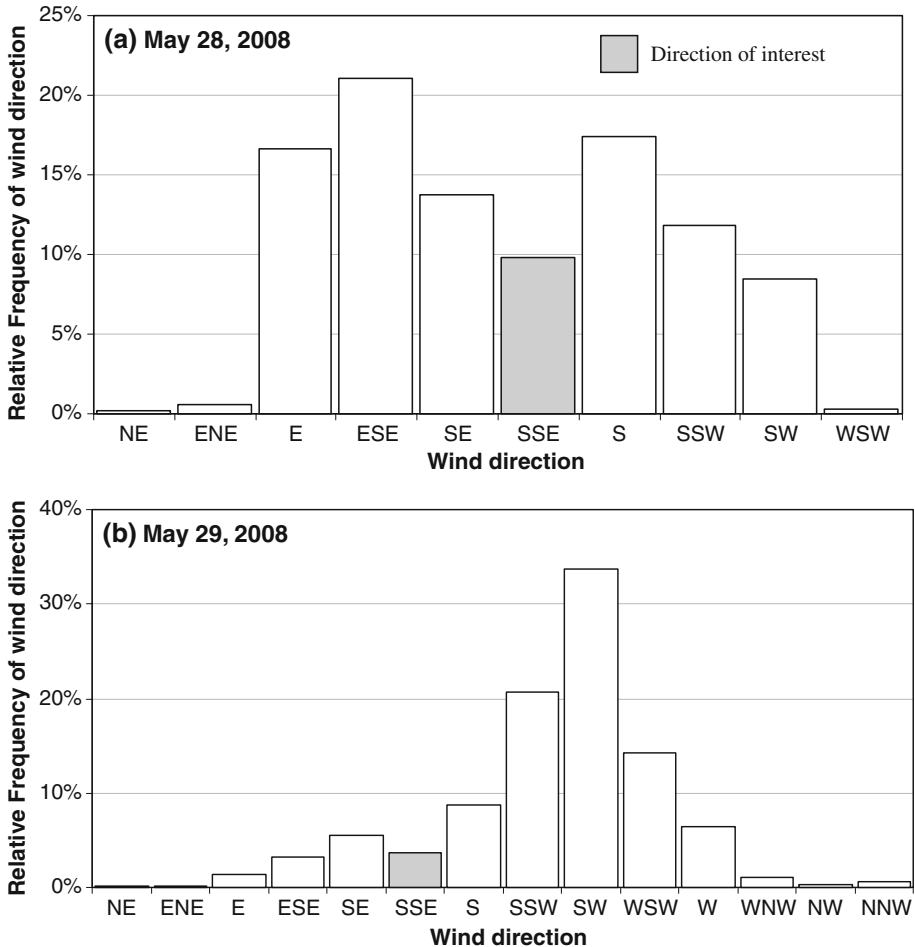 Relative Frequency of wind direction
25%
20%
15%
10%
5%
0%
(a) May 28, 2008
Direction of interest
NE ENE E ESE SE SSE S SSW SW WSW
Wind direction
Relative Frequency of wind direction
40%
30%
20%
10%
0%
(b) May 29, 2008
NE ENE E ESE SE SSE S SSW SW WSW W WNW NW NNW
Wind direction